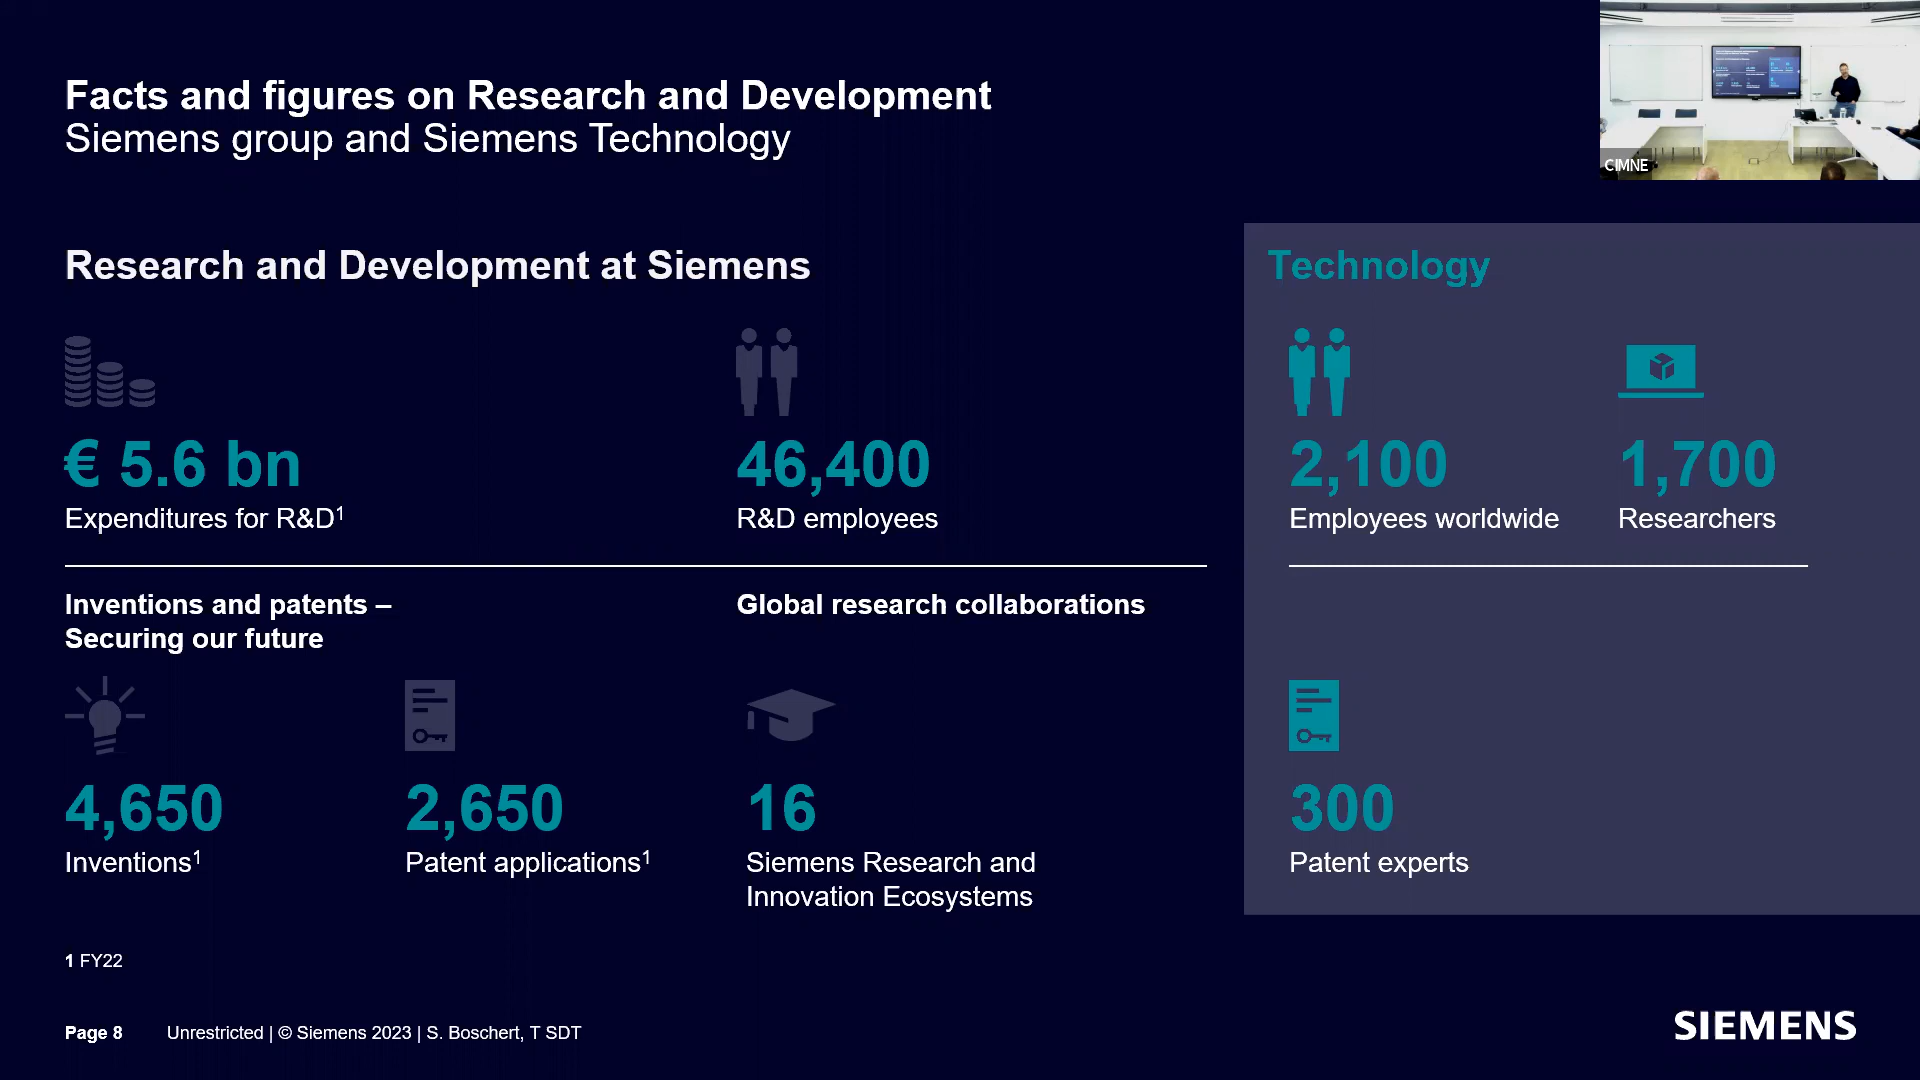 Facts and figures on Research and Development
Siemens group and Siemens Technology
CIMNE
Research and Development at Siemens
Technology
€ 5.6 bn
Expenditures for R&D¹
46,400
R&D employees
2,100
Employees worldwide
1,700
Researchers
Inventions and patents –
Securing our future
Global research collaborations
4,650
Inventions¹
2,650
Patent applications¹
16
Siemens Research and
Innovation Ecosystems
300
Patent experts
1 FY22
Page 8 Unrestricted | © Siemens 2023 | S. Boschert, T SDT
SIEMENS